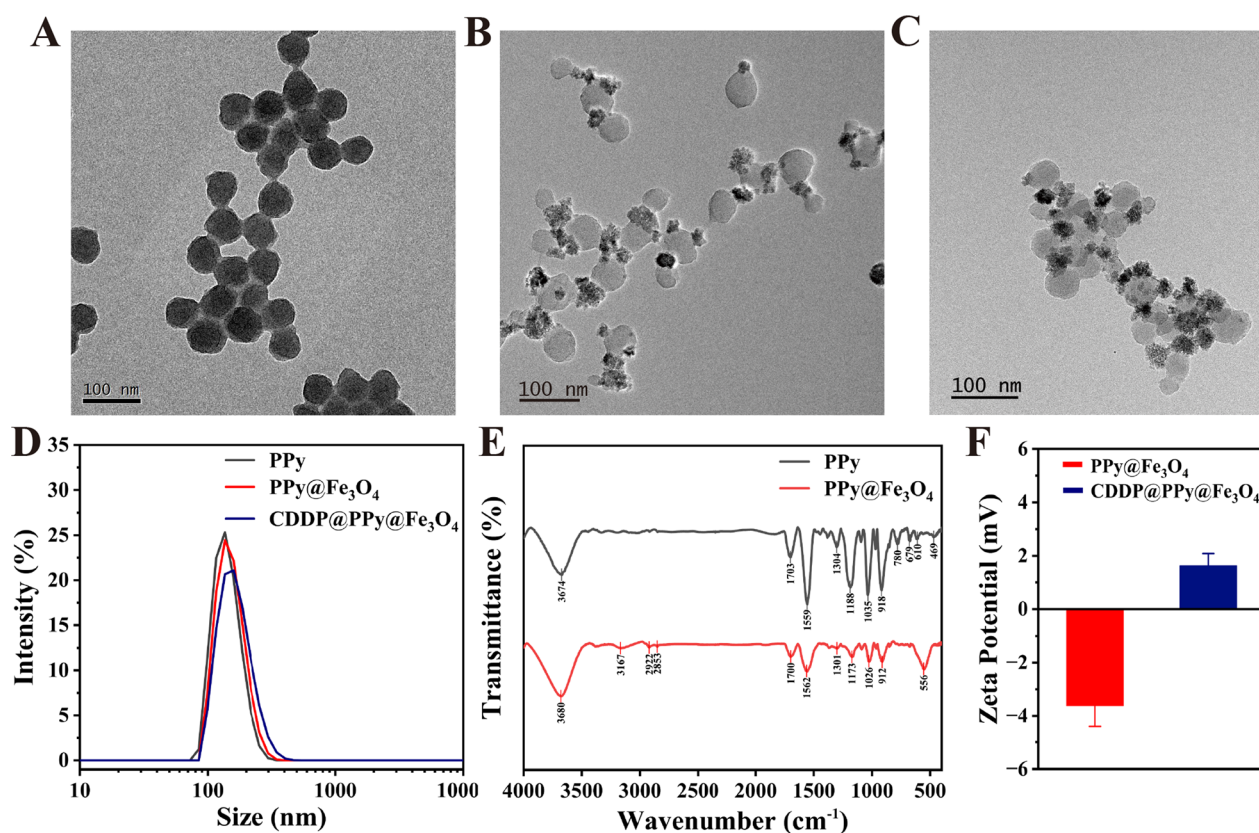 A
B
C
100 nm
100 nm
100 nm
D
E
F
35
30
25
20
15
10
5
0
Intensity (%)
PPy
PPy@Fe₃O₄
CDDP@PPy@Fe₃O₄
10
100
1000
1000
Size (nm)
Transmittance (%)
PPy
PPy@Fe₃O₄
3674
1703
1559
1304
1188
1035
918
780
679
610
469
3680
3167
2922
2853
1700
1562
1301
1173
1026
912
556
4000
3500
3000
2500
2000
1500
1000
500
Wavenumber (cm⁻¹)
Zeta Potential (mV)
6
4
2
0
−2
−4
−6
PPy@Fe₃O₄
CDDP@PPy@Fe₃O₄